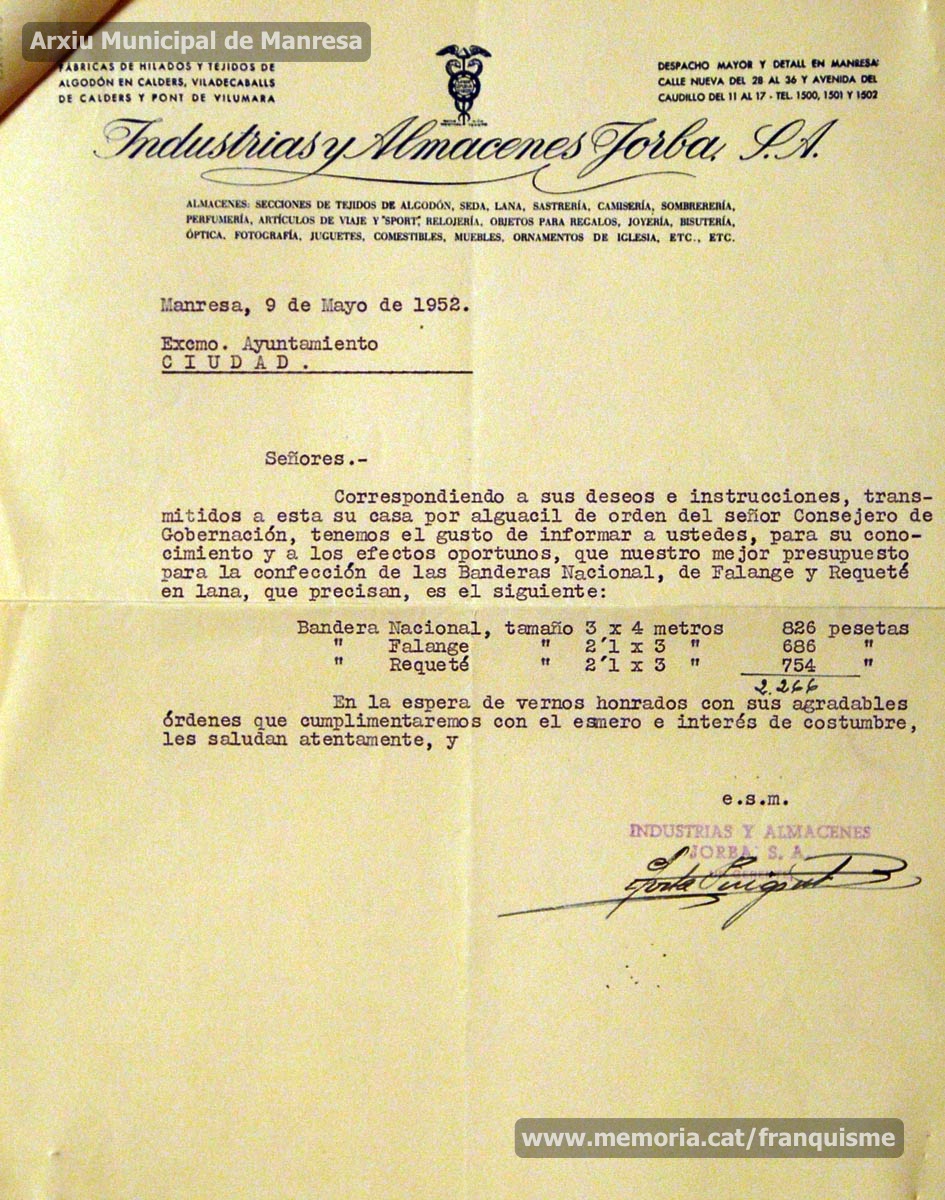 Arxiu Municipal de Manresa
FÁBRICAS DE HILADOS Y TEJIDOS DE
ALGODÓN EN CALDERS, VILADECABALLS
DE CALDERS Y PONT DE VILUMARA
DESPACHO MAYOR Y DETALL EN MANRESA:
CALLE NUEVA DEL 28 AL 36 Y AVENIDA DEL
CAUDILLO DEL 11 AL 17 - TEL. 1500, 1501 Y 1502
Industrias y Almacenes Jorba, S.A.
ALMACENES: SECCIONES DE TEJIDOS DE ALGODÓN, SEDA, LANA, SASTRERÍA, CAMISERÍA, SOMBRERERÍA,
PERFUMERÍA, ARTÍCULOS DE VIAJE Y "SPORT", RELOJERÍA, OBJETOS PARA REGALOS, JOYERÍA, BISUTERÍA,
ÓPTICA, FOTOGRAFÍA, JUGUETES, COMESTIBLES, MUEBLES, ORNAMENTOS DE IGLESIA, ETC., ETC.
Manresa, 9 de Mayo de 1952.
Excmo. Ayuntamiento
C I U D A D .
Señores.-
Correspondiendo a sus deseos e instrucciones, trans-
mitidos a esta su casa por alguacil de orden del señor Consejero de
Gobernación, tenemos el gusto de informar a ustedes, para su cono-
cimiento y a los efectos oportunos, que nuestro mejor presupuesto
para la confección de las Banderas Nacional, de Falange y Requeté
en lana, que precisan, es el siguiente:
Bandera Nacional, tamaño 3 x 4 metros 826 pesetas
" Falange " 2'1 x 3 " 686 "
" Requeté " 2'1 x 3 " 754 "
2.266
En la espera de vernos honrados con sus agradables
órdenes que cumplimentaremos con el esmero e interés de costumbre,
les saludan atentamente, y
e.s.m.
INDUSTRIAS Y ALMACENES
JORBA, S. A.
www.memoria.cat/franquisme